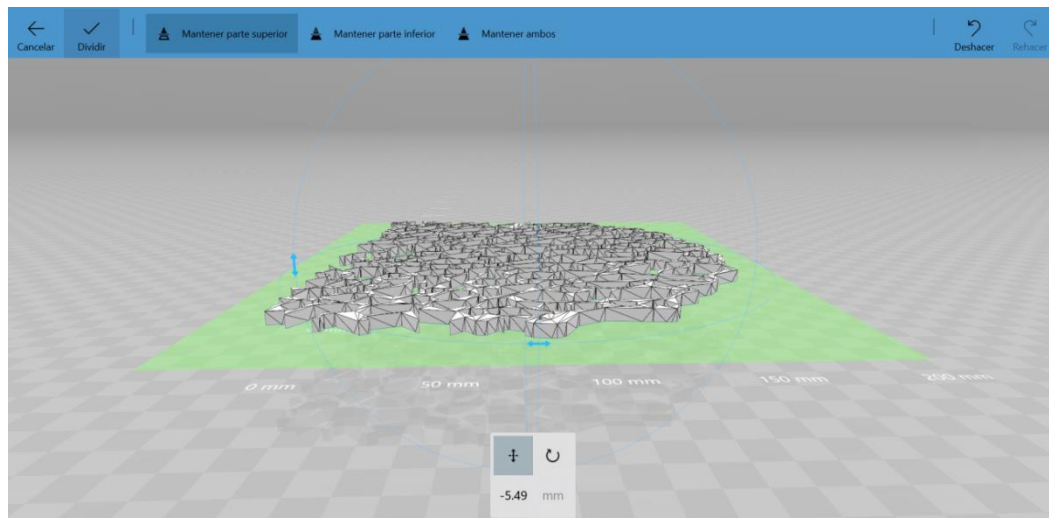 Cancelar
Dividir
Mantener parte superior
Mantener parte inferior
Mantener ambos
Deshacer
Rehacer
0 mm
50 mm
100 mm
150 mm
200 mm
-5.49 mm